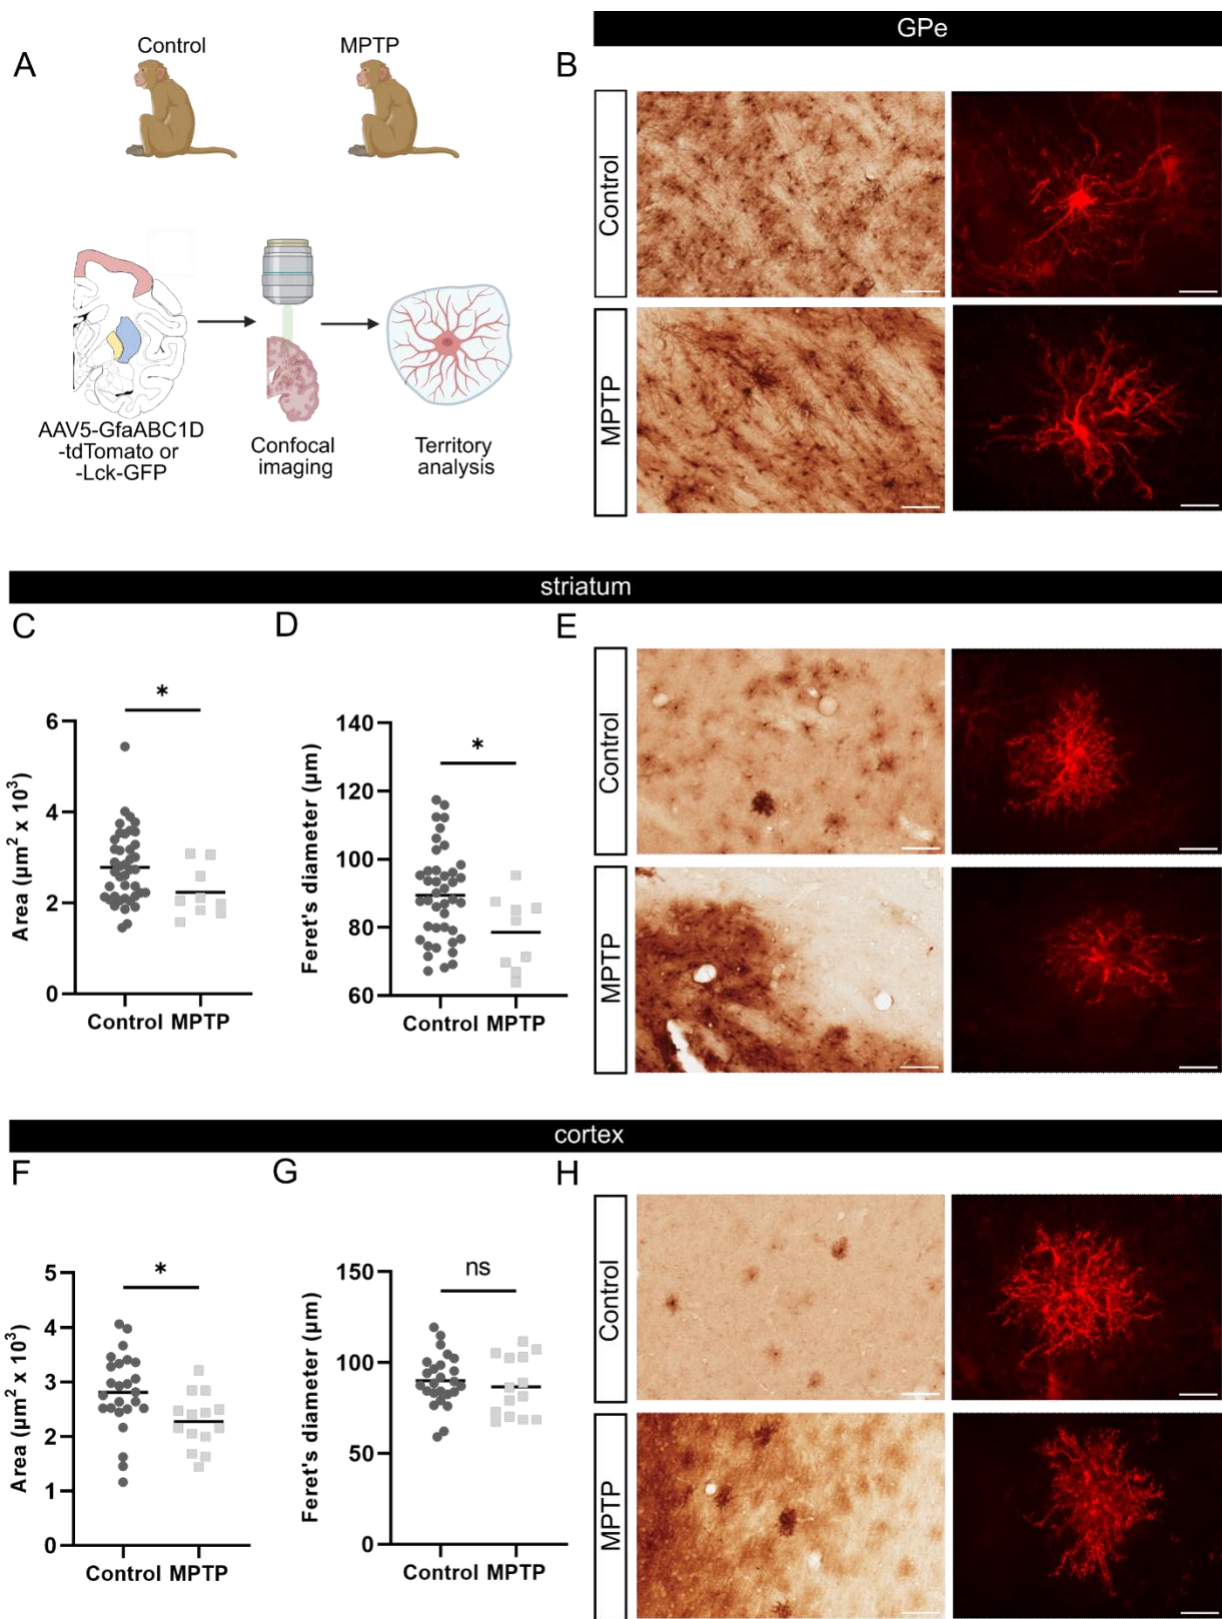 A
Control
MPTP
AAV5-GfaABC1D
-tdTomato or
-Lck-GFP
Confocal
imaging
Territory
analysis
GPe
B
Control
MPTP
striatum
C
*
Area (µm² x 10³)
6
4
2
0
Control MPTP
D
*
Feret's diameter (µm)
140
120
100
80
60
Control MPTP
E
Control
MPTP
cortex
F
*
Area (µm² x 10³)
5
4
3
2
1
0
Control MPTP
G
ns
Feret's diameter (µm)
150
100
50
0
Control MPTP
H
Control
MPTP